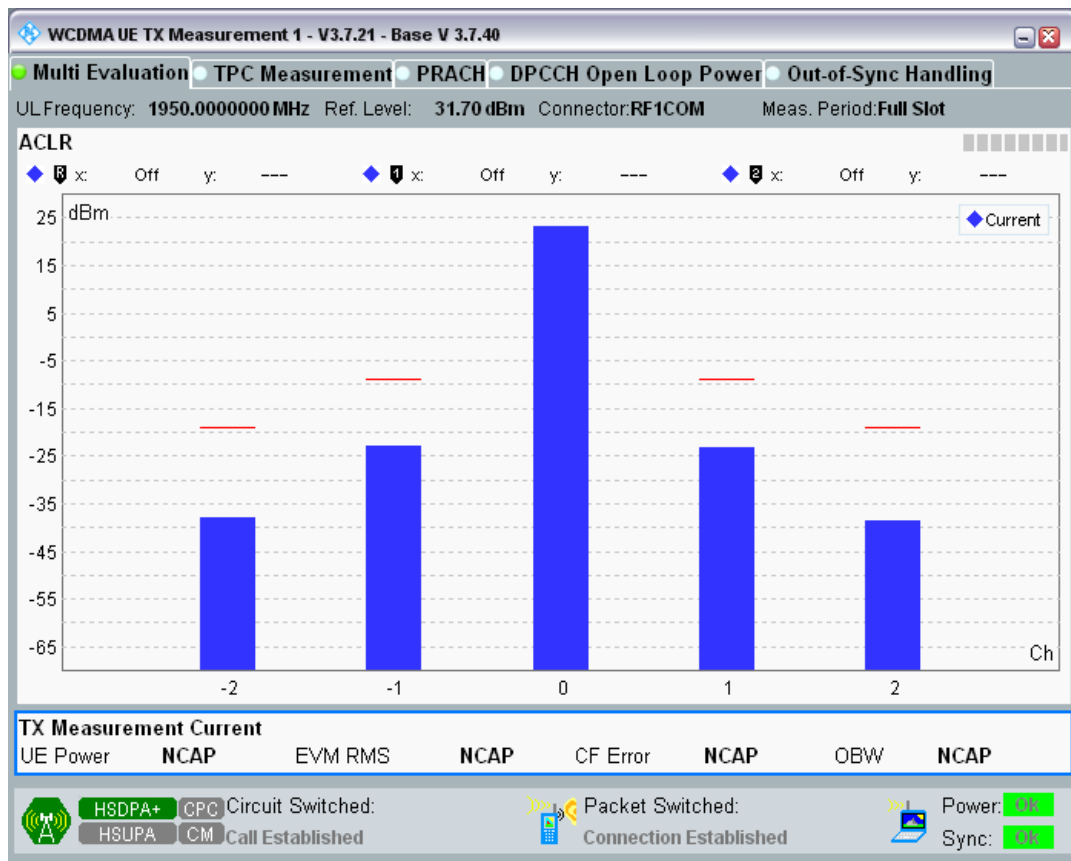 WCDMA UE TX Measurement 1 - V3.7.21 - Base V 3.7.40
Multi Evaluation TPC Measurement PRACH DPCCH Open Loop Power Out-of-Sync Handling
UL Frequency: 1950.0000000 MHz Ref. Level: 31.70 dBm Connector:RF1COM Meas. Period:Full Slot
ACLR
R x: Off y: --- 1 x: Off y: --- 2 x: Off y: ---
dBm
Current
25
15
5
-5
-15
-25
-35
-45
-55
-65
Ch
-2 -1 0 1 2
TX Measurement Current
UE Power NCAP EVM RMS NCAP CF Error NCAP OBW NCAP
HSDPA+ CPC Circuit Switched: Packet Switched: Power: OK
HSUPA CM Call Established Connection Established Sync: OK